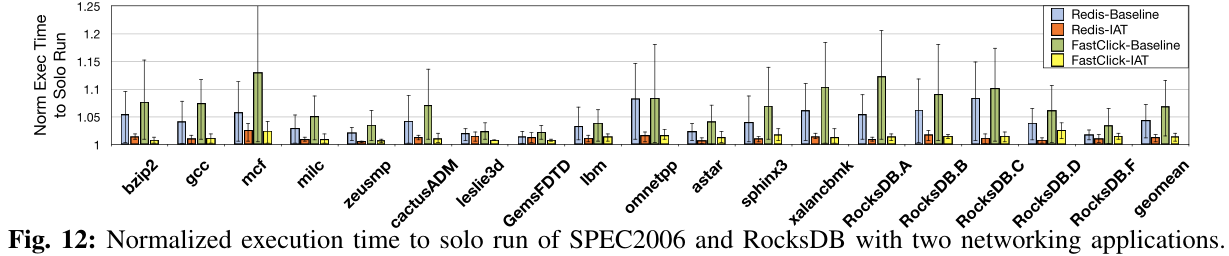 Norm Exec Time
to Solo Run
1.25
1.2
1.15
1.1
1.05
1
Redis-Baseline
Redis-IAT
FastClick-Baseline
FastClick-IAT
bzip2
gcc
mcf
milc
zeusmp
cactusADM
leslie3d
GemsFDTD
lbm
omnetpp
astar
sphinx3
xalancbmk
RocksDB.A
RocksDB.B
RocksDB.C
RocksDB.D
RocksDB.F
geomean
Fig. 12: Normalized execution time to solo run of SPEC2006 and RocksDB with two networking applications.